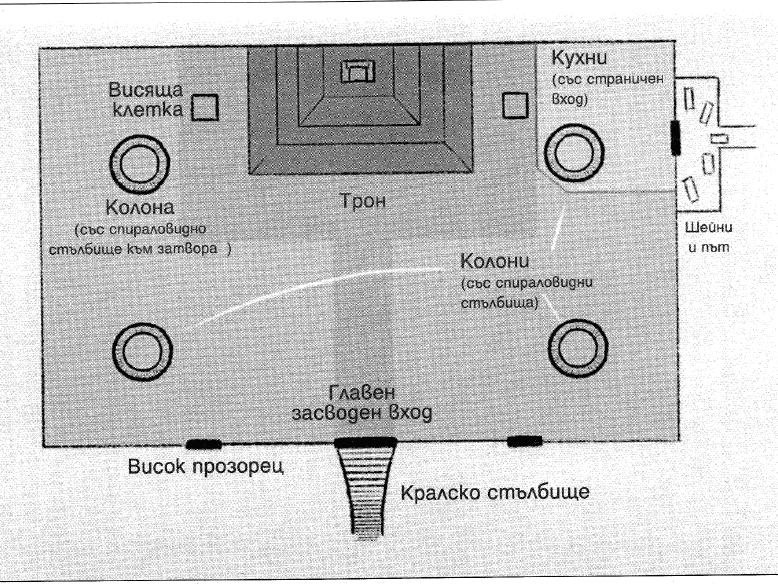 Висяща
клетка
Кухни
(със страничен
вход)
Колона
(със спираловидно
стълбище към затвора )
Трон
Шейни
и път
Колони
(със спираловидни
стълбища)
Главен
засводен вход
Висок прозорец
Кралско стълбище